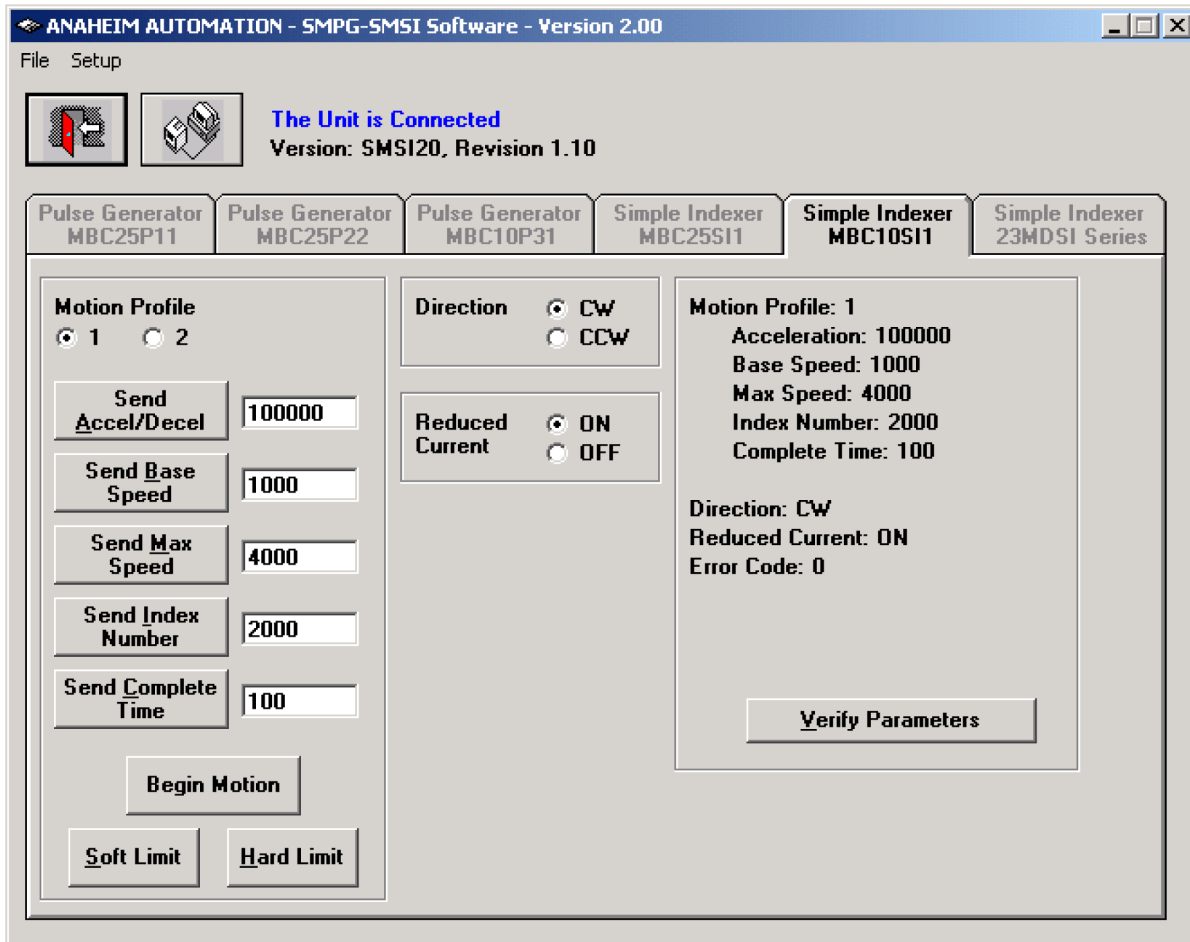 ANAHEIM AUTOMATION - SMPG-SMSI Software - Version 2.00
File Setup
The Unit is Connected
Version: SMSI20, Revision 1.10
Pulse Generator
MBC25P11
Pulse Generator
MBC25P22
Pulse Generator
MBC10P31
Simple Indexer
MBC25SI1
Simple Indexer
MBC10SI1
Simple Indexer
23MDSI Series
Motion Profile
1 2
Send
Accel/Decel
100000
Send Base
Speed
1000
Send Max
Speed
4000
Send Index
Number
2000
Send Complete
Time
100
Begin Motion
Soft Limit
Hard Limit
Direction
CW
CCW
Reduced
Current
ON
OFF
Motion Profile: 1
Acceleration: 100000
Base Speed: 1000
Max Speed: 4000
Index Number: 2000
Complete Time: 100
Direction: CW
Reduced Current: ON
Error Code: 0
Verify Parameters